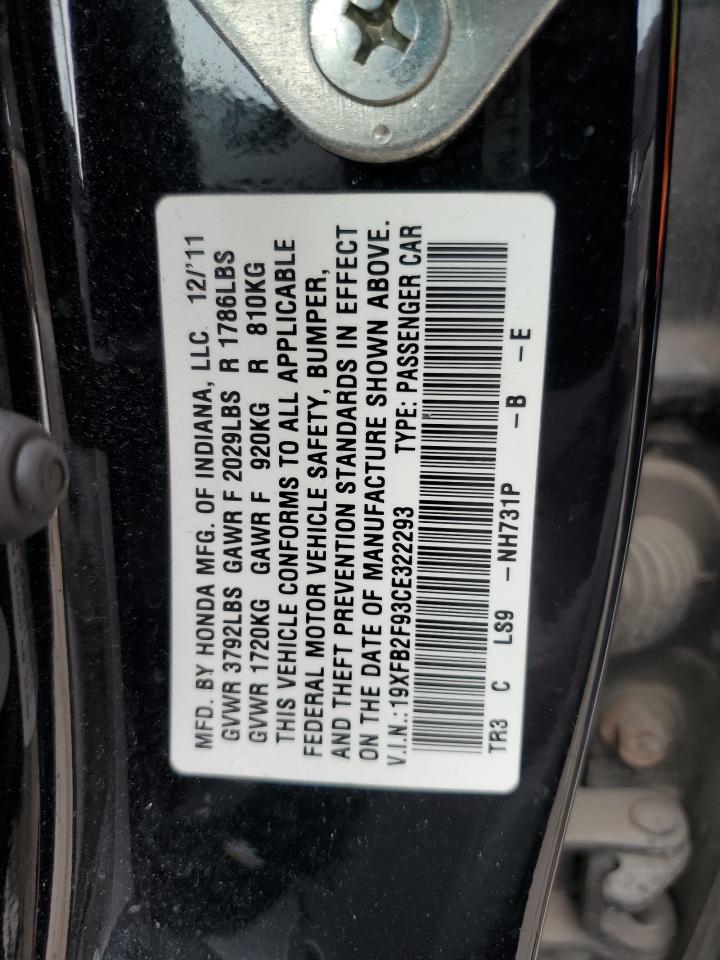 MFD. BY HONDA MFG. OF INDIANA, LLC 12/'11
GVWR 3792LBS GAWR F 2029LBS R 1786LBS
GVWR 1720KG GAWR F 920KG R 810KG
THIS VEHICLE CONFORMS TO ALL APPLICABLE
FEDERAL MOTOR VEHICLE SAFETY, BUMPER,
AND THEFT PREVENTION STANDARDS IN EFFECT
ON THE DATE OF MANUFACTURE SHOWN ABOVE.
V.I.N.:19XFB2F93CE322293 TYPE: PASSENGER CAR
TR3 C LS9 -NH731P -B -E